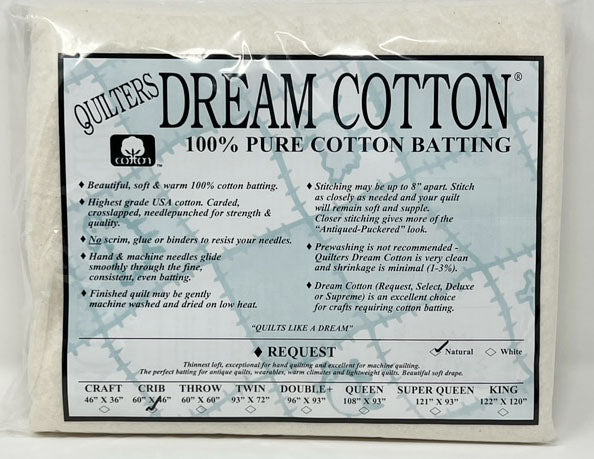 QUILTERS DREAM COTTON®
100% PURE COTTON BATTING
cotton™
♦ Beautiful, soft & warm 100% cotton batting.
♦ Highest grade USA cotton. Carded,
crosslapped, needlepunched for strength &
quality.
♦ No scrim, glue or binders to resist your needles.
♦ Hand & machine needles glide
smoothly through the fine,
consistent, even batting.
♦ Finished quilt may be gently
machine washed and dried on low heat.
♦ Stitching may be up to 8" apart. Stitch
as closely as needed and your quilt
will remain soft and supple.
Closer stitching gives more of the
"Antiqued-Puckered" look.
♦ Prewashing is not recommended -
Quilters Dream Cotton is very clean
and shrinkage is minimal (1-3%).
♦ Dream Cotton (Request, Select, Deluxe
or Supreme) is an excellent choice
for crafts requiring cotton batting.
"QUILTS LIKE A DREAM"
♦ REQUEST ✓ Natural ◇ White
Thinnest loft, exceptional for hand quilting and excellent for machine quilting.
The perfect batting for antique quilts, wearables, warm climates and lightweight quilts. Beautiful soft drape.
CRAFT CRIB THROW TWIN DOUBLE+ QUEEN SUPER QUEEN KING
46" X 36" 60" X 46" 60" X 60" 93" X 72" 96" X 93" 108" X 93" 121" X 93" 122" X 120"